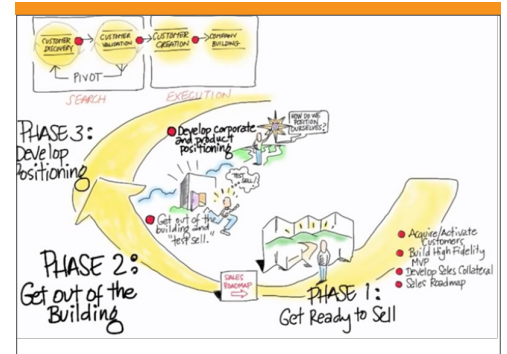 CUSTOMER
DISCOVERY
CUSTOMER
VALIDATION
CUSTOMER
CREATION
COMPANY
BUILDING
PIVOT
SEARCH
EXECUTION
PHASE 3:
Develop
Positioning
Develop corporate
and product
positioning
HOW DO WE
POSITION
OURSELVES?
TEST
SELL!
Get out of the
building and
"test sell."
PHASE 2:
Get out of the
Building
SALES
ROADMAP
PHASE 1:
Get Ready to Sell
Acquire/Activate
Customers
Build High Fidelity
MVP
Develop Sales Collateral
Sales Roadmap